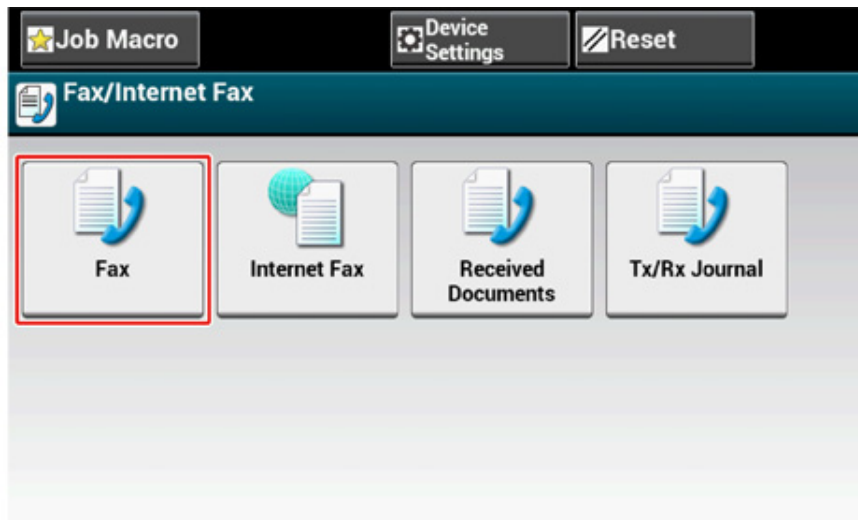 Job Macro
Device
Settings
Reset
Fax/Internet Fax
Fax
Internet Fax
Received
Documents
Tx/Rx Journal